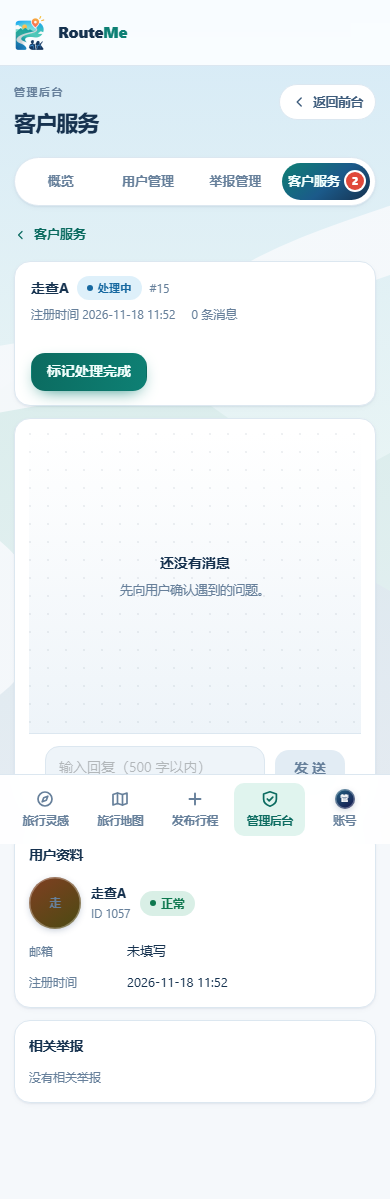 RouteMe
管理后台
客户服务
返回前台
概览
用户管理
举报管理
客户服务 2
客户服务
走查A 处理中 #15
注册时间 2026-11-18 11:52 0 条消息
标记处理完成
还没有消息
先向用户确认遇到的问题。
输入回复（500 字以内）
发 送
旅行灵感
旅行地图
发布行程
管理后台
账号
用户资料
走
走查A
ID 1057
正常
邮箱 未填写
注册时间 2026-11-18 11:52
相关举报
没有相关举报